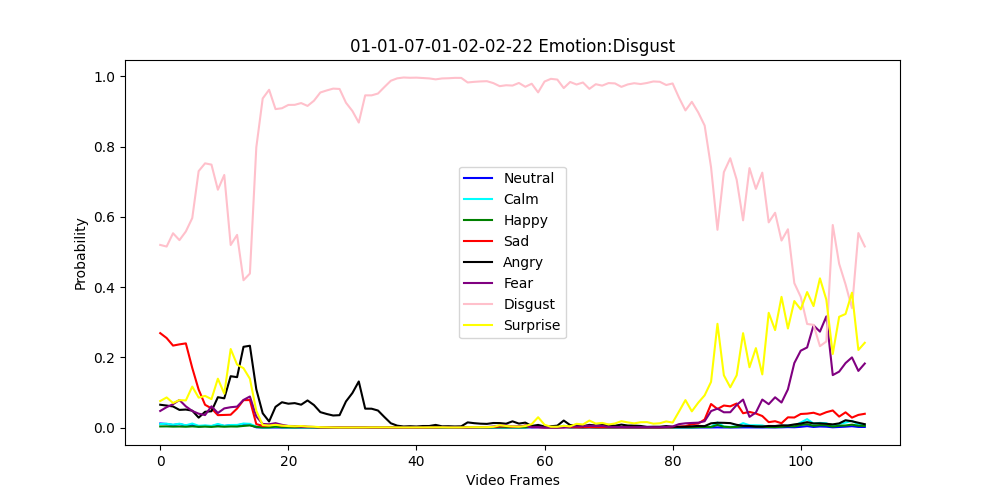 01-01-07-01-02-02-22 Emotion:Disgust
Probability
1.0
0.8
0.6
0.4
0.2
0.0
Neutral
Calm
Happy
Sad
Angry
Fear
Disgust
Surprise
0 20 40 60 80 100
Video Frames